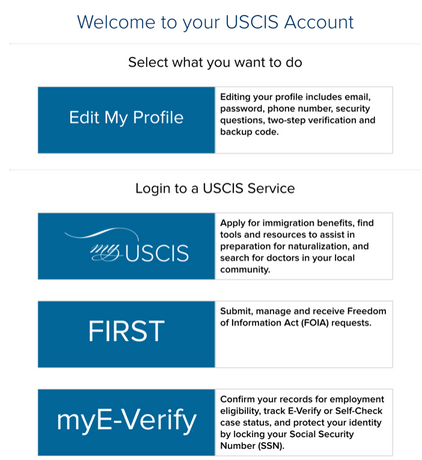 Welcome to your USCIS Account
Select what you want to do
Edit My Profile
Editing your profile includes email,
password, phone number, security
questions, two-step verification and
backup code.
Login to a USCIS Service
my USCIS
Apply for immigration benefits, find
tools and resources to assist in
preparation for naturalization, and
search for doctors in your local
community.
FIRST
Submit, manage and receive Freedom
of Information Act (FOIA) requests.
myE-Verify
Confirm your records for employment
eligibility, track E-Verify or Self-Check
case status, and protect your identity
by locking your Social Security
Number (SSN).